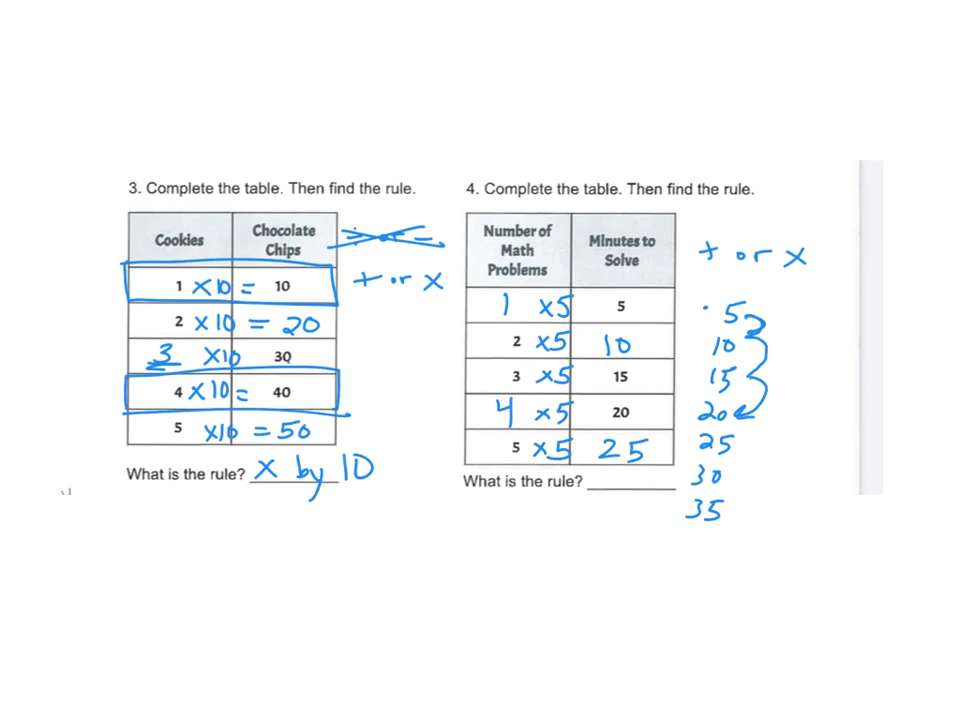 3. Complete the table. Then find the rule.
Cookies Chocolate Chips
+ or x
1 x10 = 10
2 x10 = 20
3 x10 30
4 x10 = 40
5 x10 = 50
What is the rule? x by 10
4. Complete the table. Then find the rule.
Number of Math Problems Minutes to Solve
+ or x
1 x5 5
2 x5 10
3 x5 15
4 x5 20
5 x5 25
What is the rule? __________
5
10
15
20
25
30
35